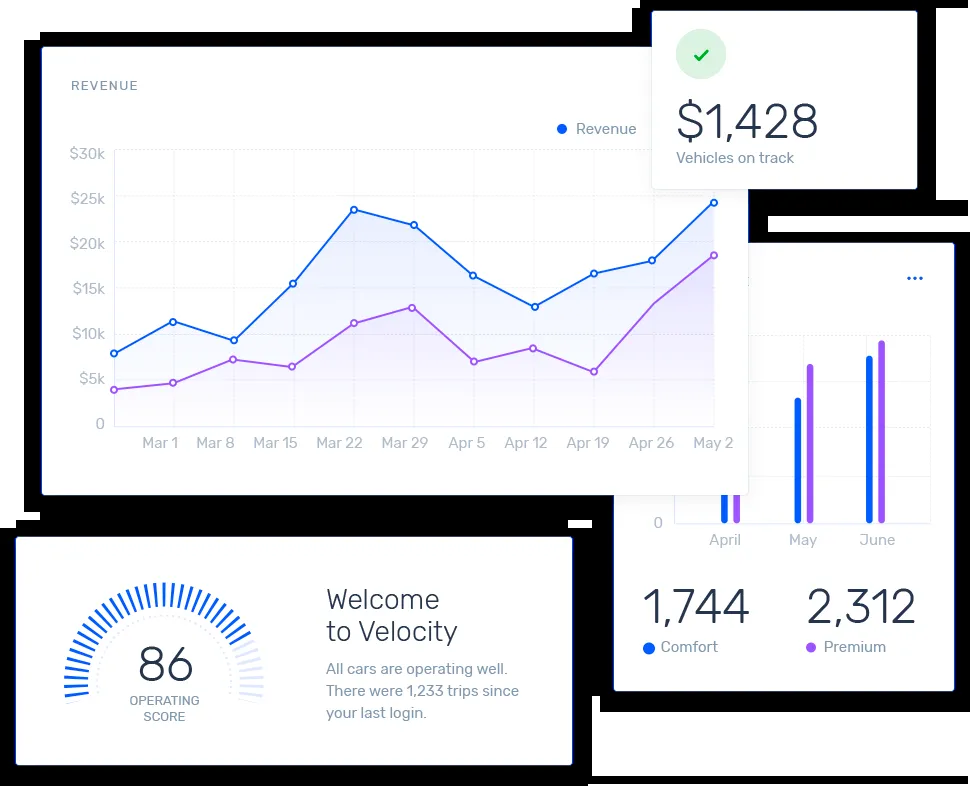 REVENUE
Revenue
$30k
$25k
$20k
$15k
$10k
$5k
0
Mar 1 Mar 8 Mar 15 Mar 22 Mar 29 Apr 5 Apr 12 Apr 19 Apr 26 May 2
$1,428
Vehicles on track
0
April May June
1,744 2,312
Comfort Premium
86
OPERATING
SCORE
Welcome
to Velocity
All cars are operating well.
There were 1,233 trips since
your last login.